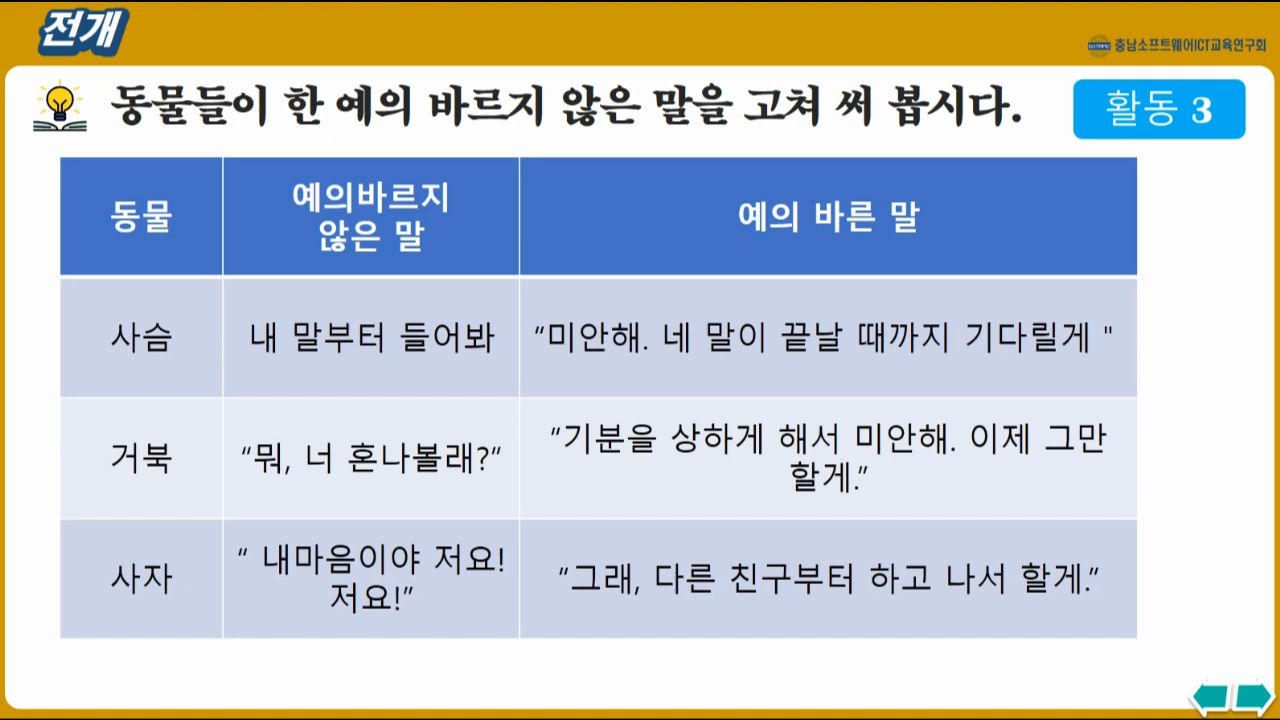 전개
충남소프트웨어ICT교육연구회
동물들이 한 예의 바르지 않은 말을 고쳐 써 봅시다.
활동 3
동물
예의바르지
않은 말
예의 바른 말
사슴
내 말부터 들어봐
“미안해. 네 말이 끝날 때까지 기다릴게 "
거북
“뭐, 너 혼나볼래?”
”기분을 상하게 해서 미안해. 이제 그만
할게.”
사자
“ 내마음이야 저요!
저요!”
”그래, 다른 친구부터 하고 나서 할게.”